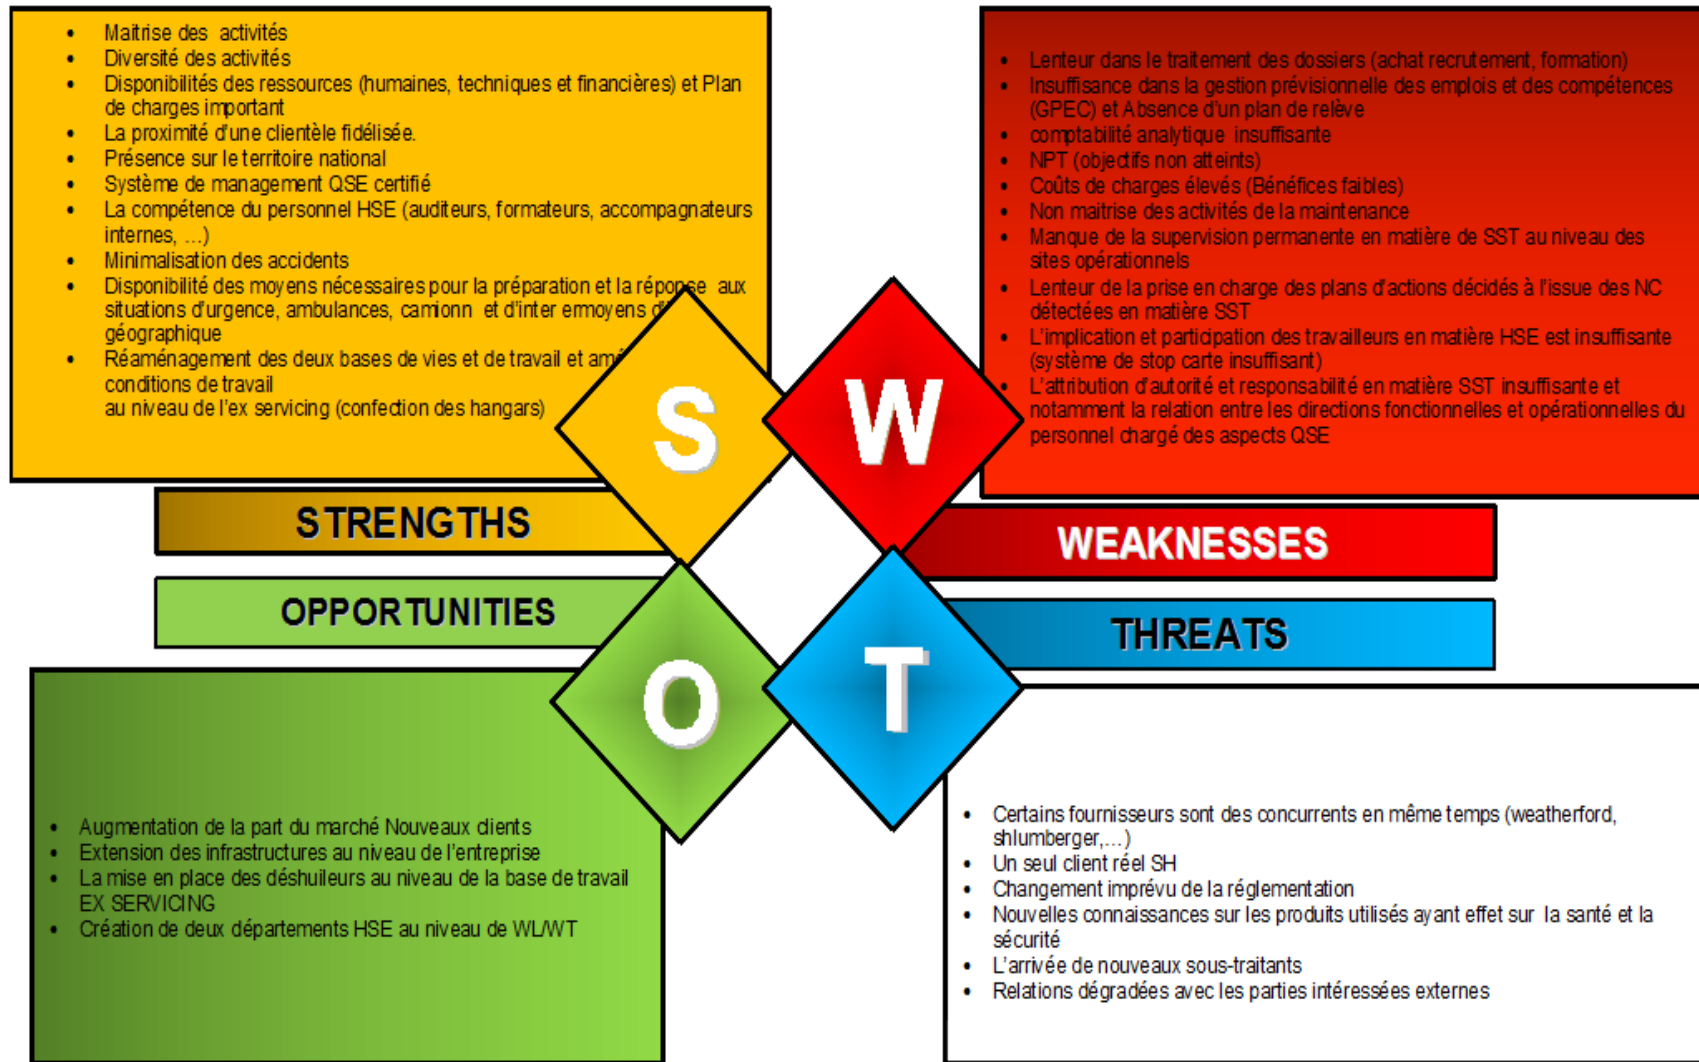 • Maitrise des activités
• Diversité des activités
• Disponibilités des ressources (humaines, techniques et financières) et Plan
de charges important
• La proximité d'une clientèle fidélisée.
• Présence sur le territoire national
• Système de management QSE certifié
• La compétence du personnel HSE (auditeurs, formateurs, accompagnateurs
internes, …)
• Minimalisation des accidents
• Disponibilité des moyens nécessaires pour la préparation et la réponse aux
situations d'urgence, ambulances, camionn et d'inter ermoyens
géographique
• Réaménagement des deux bases de vies et de travail et
conditions de travail
au niveau de l'ex servicing (confection des hangars)
• Lenteur dans le traitement des dossiers (achat recrutement, formation)
• Insuffisance dans la gestion prévisionnelle des emplois et des compétences
(GPEC) et Absence d'un plan de relève
• comptabilité analytique insuffisante
• NPT (objectifs non atteints)
• Coûts de charges élevés (Bénéfices faibles)
• Non maitrise des activités de la maintenance
• Manque de la supervision permanente en matière de SST au niveau des
sites opérationnels
• Lenteur de la prise en charge des plans d'actions décidés à l'issue des NC
détectées en matière SST
• L'implication et participation des travailleurs en matière HSE est insuffisante
(système de stop carte insuffisant)
• L'attribution d'autorité et responsabilité en matière SST insuffisante et
notamment la relation entre les directions fonctionnelles et opérationnelles du
personnel chargé des aspects QSE
S
W
STRENGTHS
WEAKNESSES
OPPORTUNITIES
THREATS
O
T
• Augmentation de la part du marché Nouveaux clients
• Extension des infrastructures au niveau de l'entreprise
• La mise en place des déshuileurs au niveau de la base de travail
EX SERVICING
• Création de deux départements HSE au niveau de WL/WT
• Certains fournisseurs sont des concurrents en même temps (weatherford,
shlumberger,…)
• Un seul client réel SH
• Changement imprévu de la réglementation
• Nouvelles connaissances sur les produits utilisés ayant effet sur la santé et la
sécurité
• L'arrivée de nouveaux sous-traitants
• Relations dégradées avec les parties intéressées externes